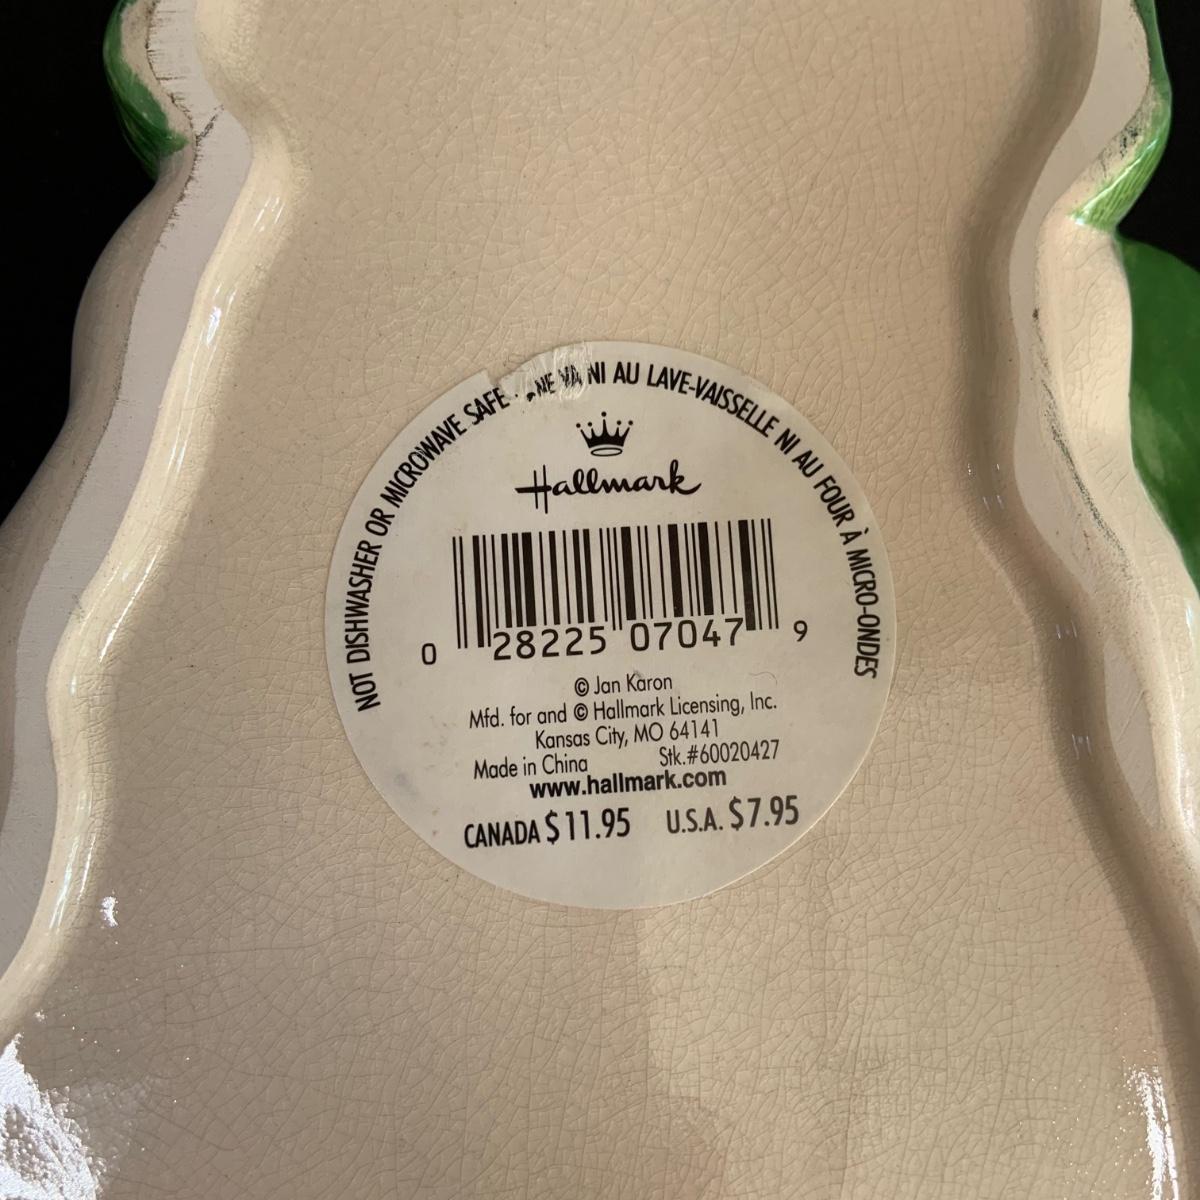 NOT DISHWASHER OR MICROWAVE SAFE · NE VA NI AU LAVE-VAISSELLE NI AU FOUR À MICRO-ONDES
Hallmark
0 28225 07047 9
© Jan Karon
Mfd. for and © Hallmark Licensing, Inc.
Kansas City, MO 64141
Made in China Stk.#60020427
www.hallmark.com
CANADA $11.95 U.S.A. $7.95